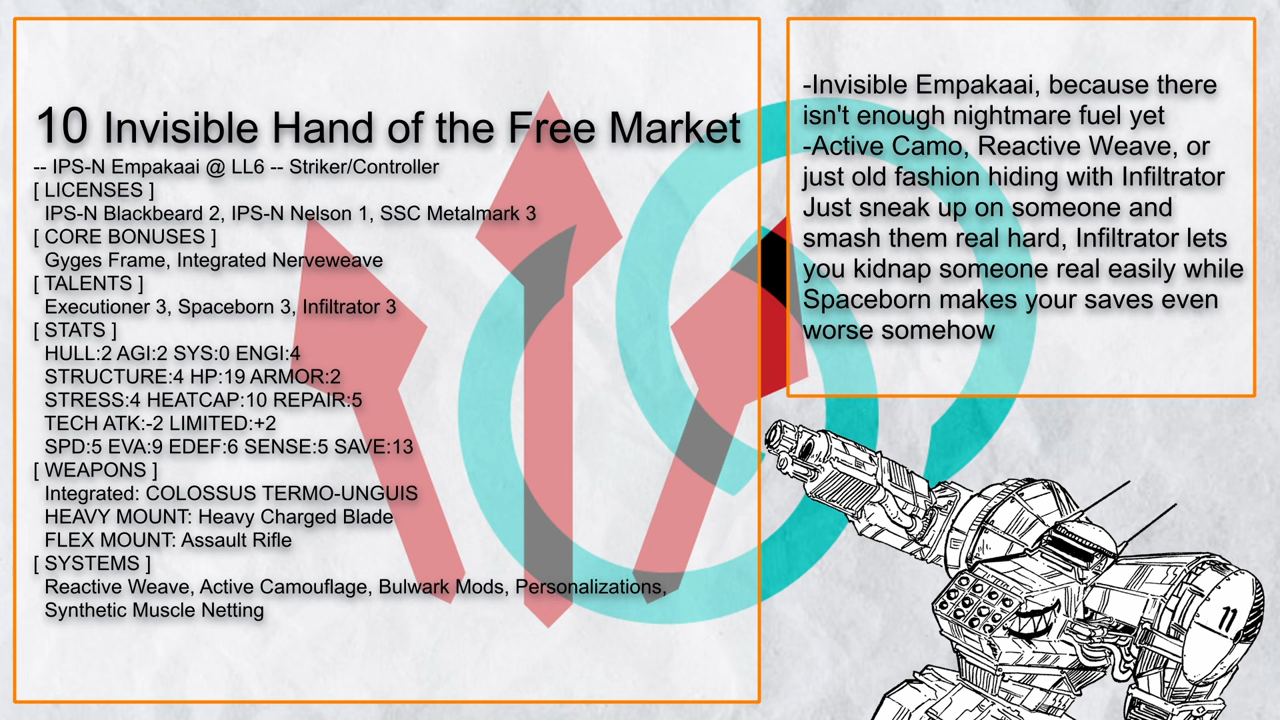 10 Invisible Hand of the Free Market
-- IPS-N Empakaai @ LL6 -- Striker/Controller
[ LICENSES ]
IPS-N Blackbeard 2, IPS-N Nelson 1, SSC Metalmark 3
[ CORE BONUSES ]
Gyges Frame, Integrated Nerveweave
[ TALENTS ]
Executioner 3, Spaceborn 3, Infiltrator 3
[ STATS ]
HULL:2 AGI:2 SYS:0 ENGI:4
STRUCTURE:4 HP:19 ARMOR:2
STRESS:4 HEATCAP:10 REPAIR:5
TECH ATK:-2 LIMITED:+2
SPD:5 EVA:9 EDEF:6 SENSE:5 SAVE:13
[ WEAPONS ]
Integrated: COLOSSUS TERMO-UNGUIS
HEAVY MOUNT: Heavy Charged Blade
FLEX MOUNT: Assault Rifle
[ SYSTEMS ]
Reactive Weave, Active Camouflage, Bulwark Mods, Personalizations,
Synthetic Muscle Netting
-Invisible Empakaai, because there
isn't enough nightmare fuel yet
-Active Camo, Reactive Weave, or
just old fashion hiding with Infiltrator
Just sneak up on someone and
smash them real hard, Infiltrator lets
you kidnap someone real easily while
Spaceborn makes your saves even
worse somehow
11